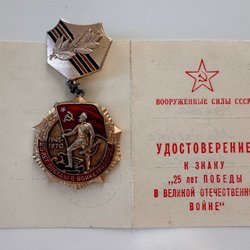 1945
1970
ВООРУЖЕННЫЕ СИЛЫ СССР
УДОСТОВЕРЕНИЕ
К ЗНАКУ
„25 лет ПОБЕДЫ
В ВЕЛИКОЙ ОТЕЧЕСТВЕННОЙ
ВОЙНЕ"